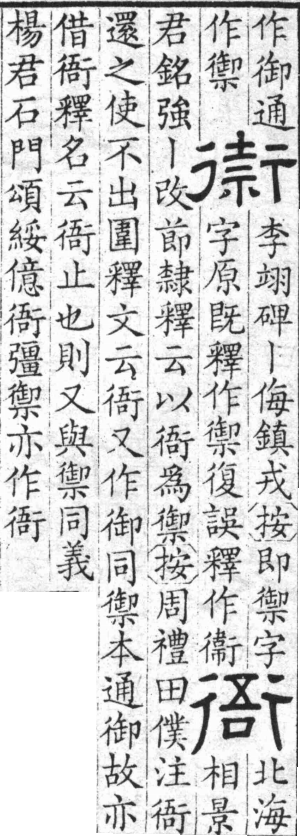 作御通
作禦
李翊碑丨侮鎮戎按即禦字
字原既釋作禦復誤釋作衞
衙
北海
相景
君銘強丨改節隸釋云以衙爲禦按周禮田僕注衙
還之使不出圍釋文云衙又作御同禦本通御故亦
借衙釋名云衙止也則又與禦同義
楊君石門頌綏億衙彊禦亦作衙